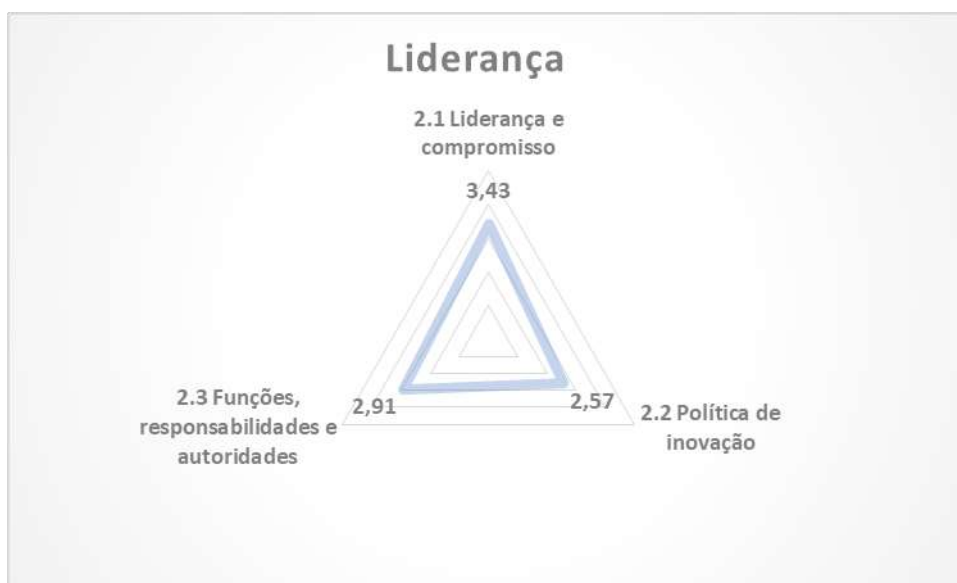 Liderança
2.1 Liderança e
compromisso
3,43
2.3 Funções,
responsabilidades e
autoridades
2,91
2,57
2.2 Política de
inovação